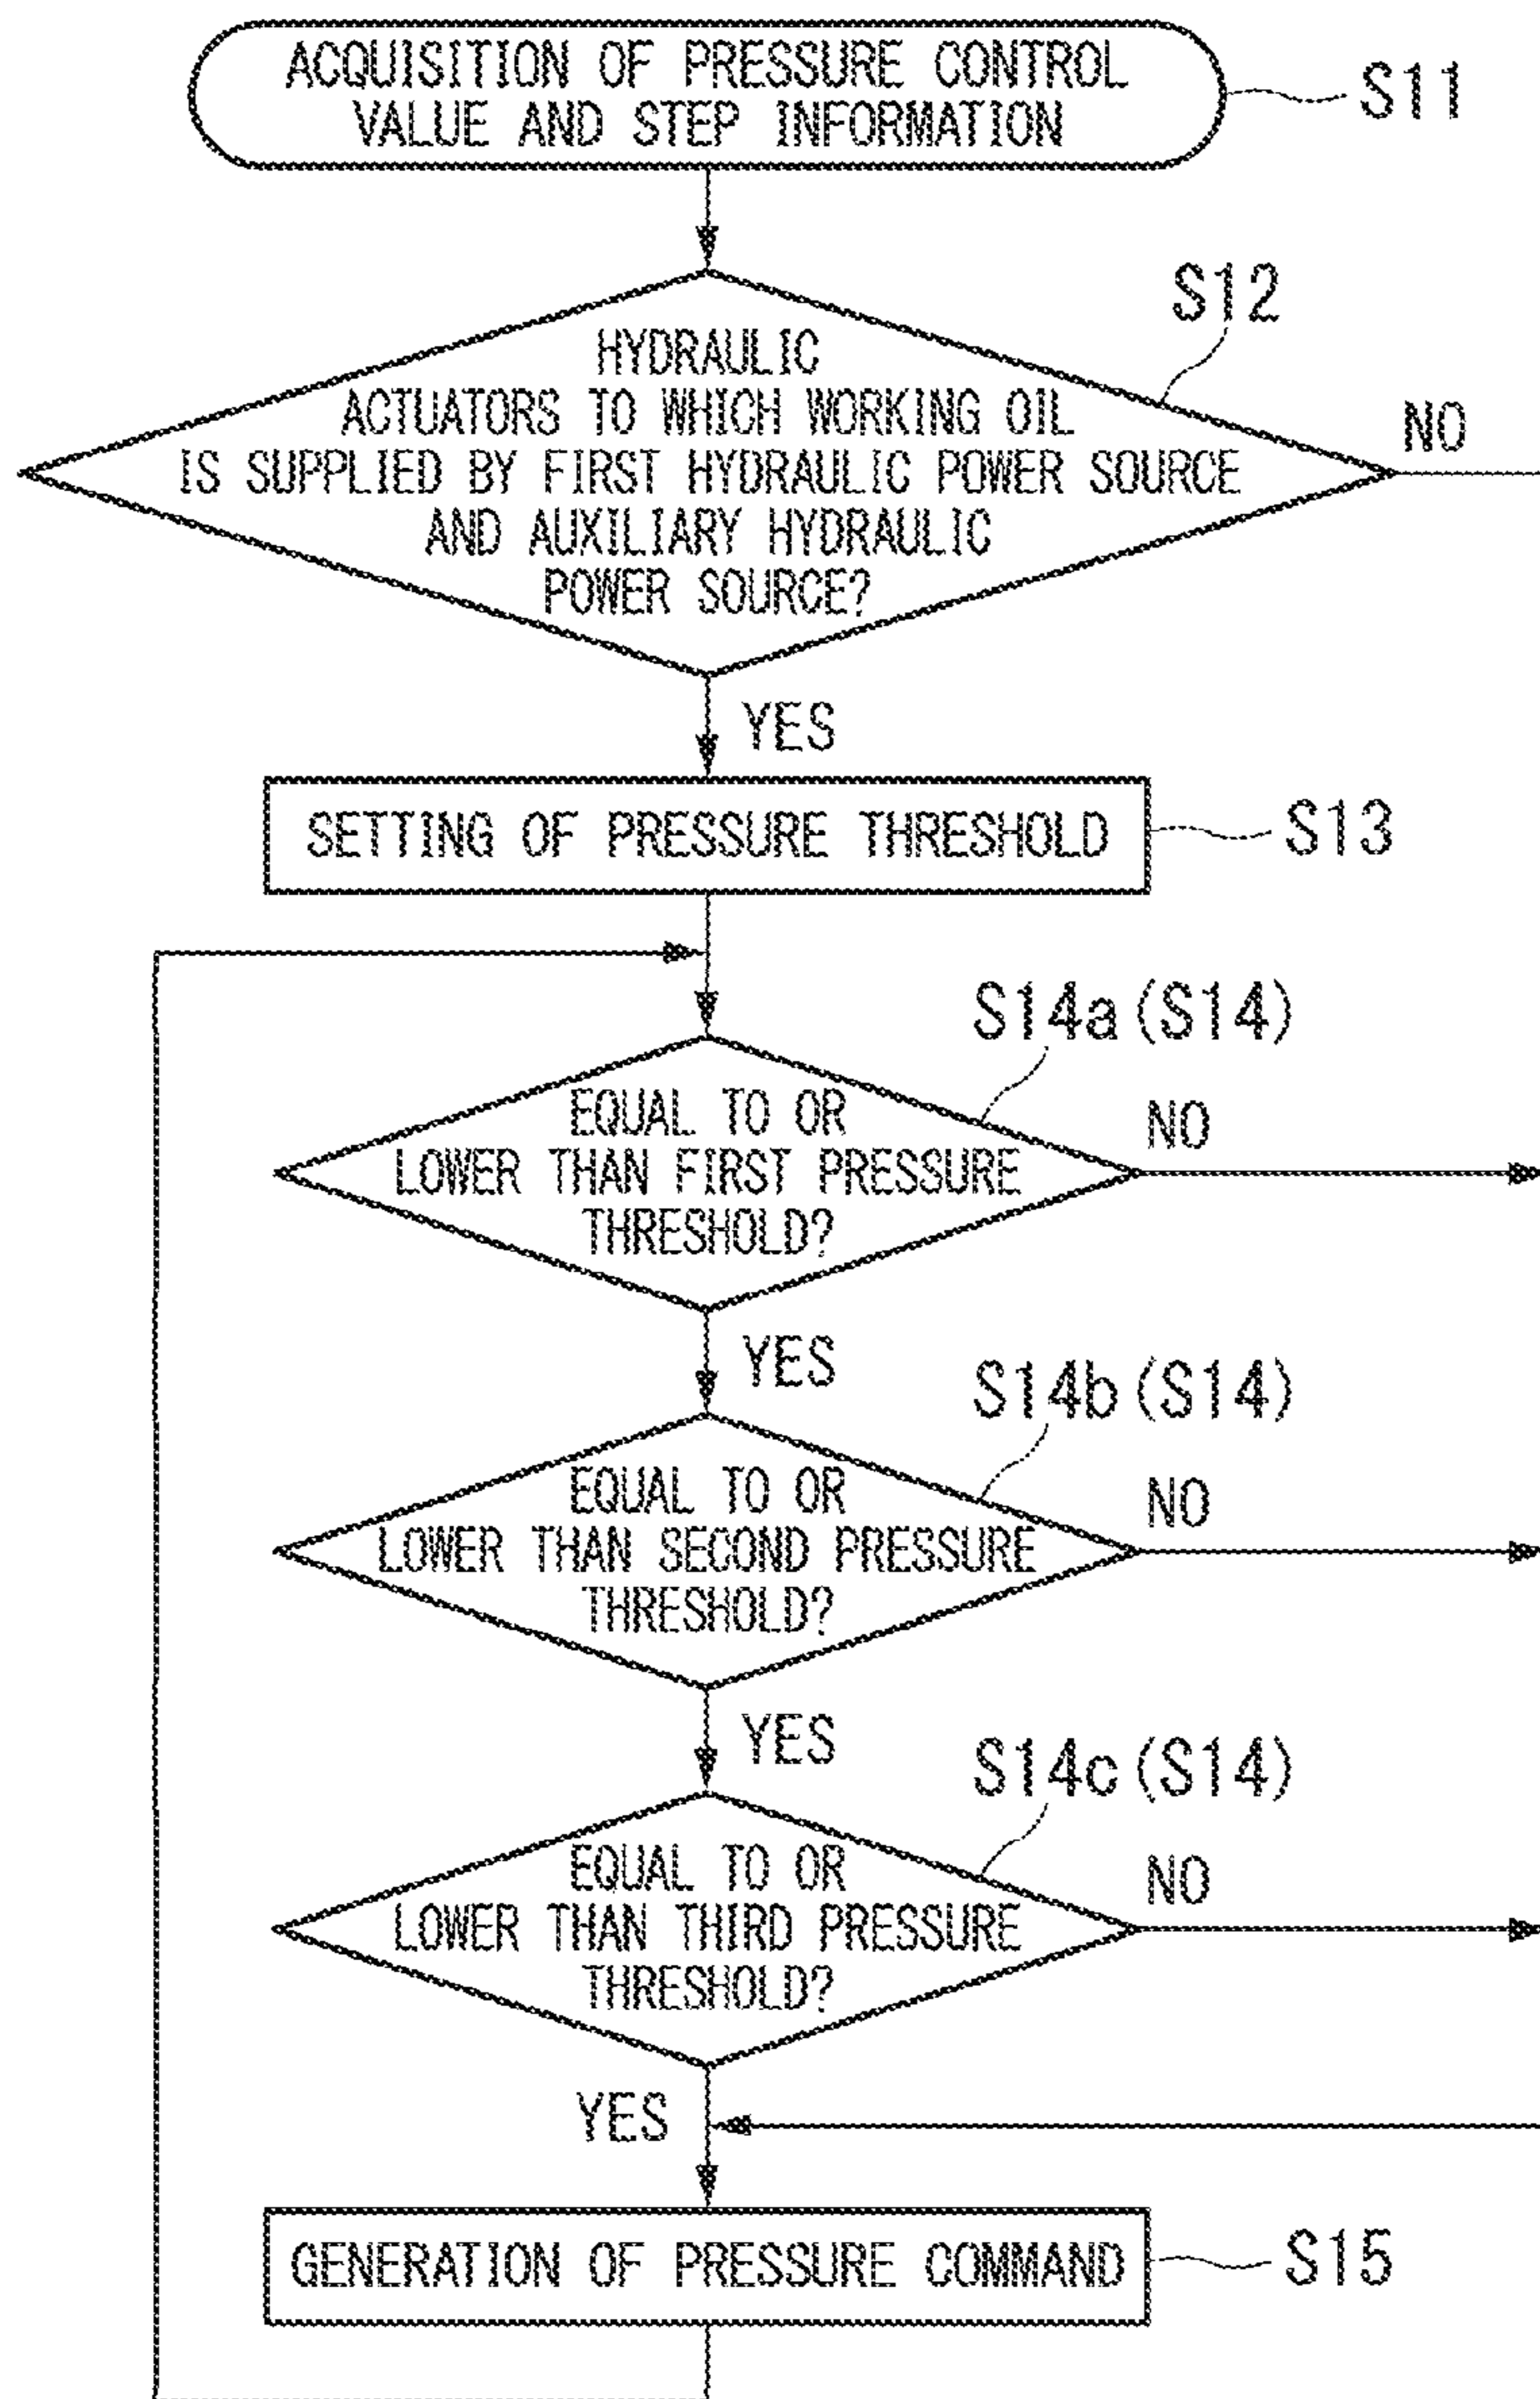 ACQUISITION OF PRESSURE CONTROL
VALUE AND STEP INFORMATION
S11
S12
HYDRAULIC
ACTUATORS TO WHICH WORKING OIL
IS SUPPLIED BY FIRST HYDRAULIC POWER SOURCE
AND AUXILIARY HYDRAULIC
POWER SOURCE?
NO
YES
SETTING OF PRESSURE THRESHOLD
S13
S14a (S14)
EQUAL TO OR
LOWER THAN FIRST PRESSURE
THRESHOLD?
NO
YES
S14b (S14)
EQUAL TO OR
LOWER THAN SECOND PRESSURE
THRESHOLD?
NO
YES
S14c (S14)
EQUAL TO OR
LOWER THAN THIRD PRESSURE
THRESHOLD?
NO
YES
GENERATION OF PRESSURE COMMAND
S15